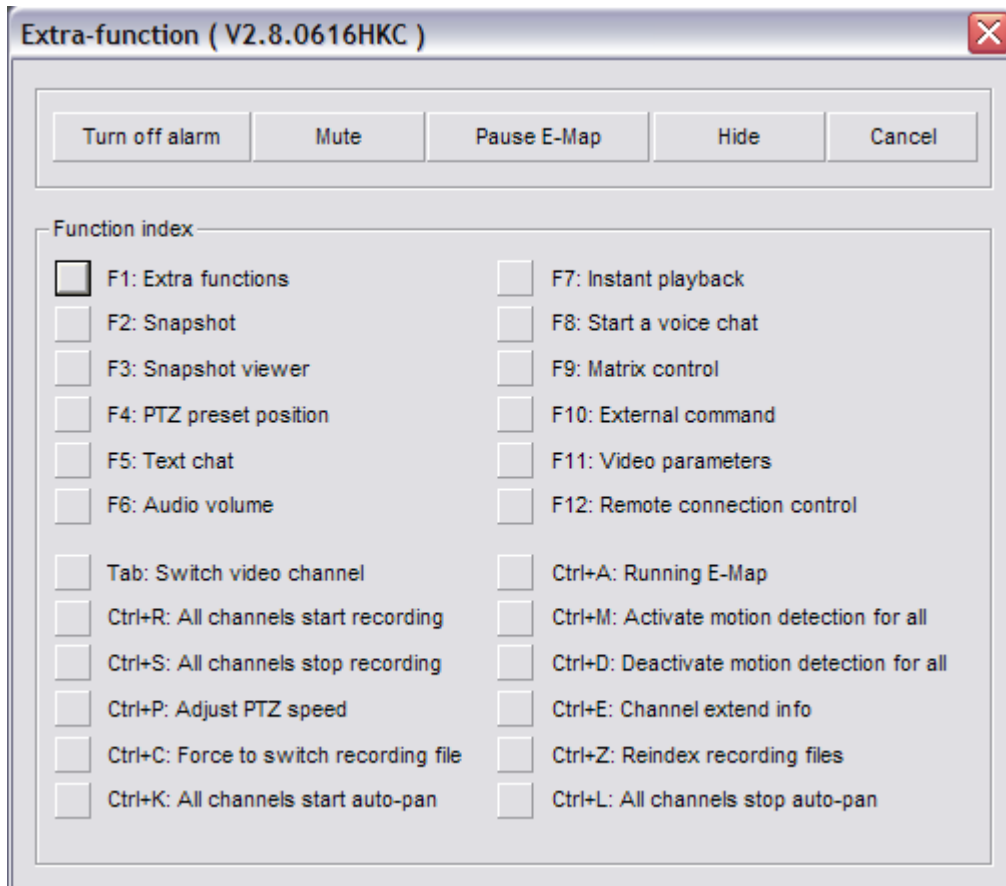 Extra-function ( V2.8.0616HKC )
Turn off alarm
Mute
Pause E-Map
Hide
Cancel
Function index
F1: Extra functions
F2: Snapshot
F3: Snapshot viewer
F4: PTZ preset position
F5: Text chat
F6: Audio volume
F7: Instant playback
F8: Start a voice chat
F9: Matrix control
F10: External command
F11: Video parameters
F12: Remote connection control
Tab: Switch video channel
Ctrl+R: All channels start recording
Ctrl+S: All channels stop recording
Ctrl+P: Adjust PTZ speed
Ctrl+C: Force to switch recording file
Ctrl+K: All channels start auto-pan
Ctrl+A: Running E-Map
Ctrl+M: Activate motion detection for all
Ctrl+D: Deactivate motion detection for all
Ctrl+E: Channel extend info
Ctrl+Z: Reindex recording files
Ctrl+L: All channels stop auto-pan